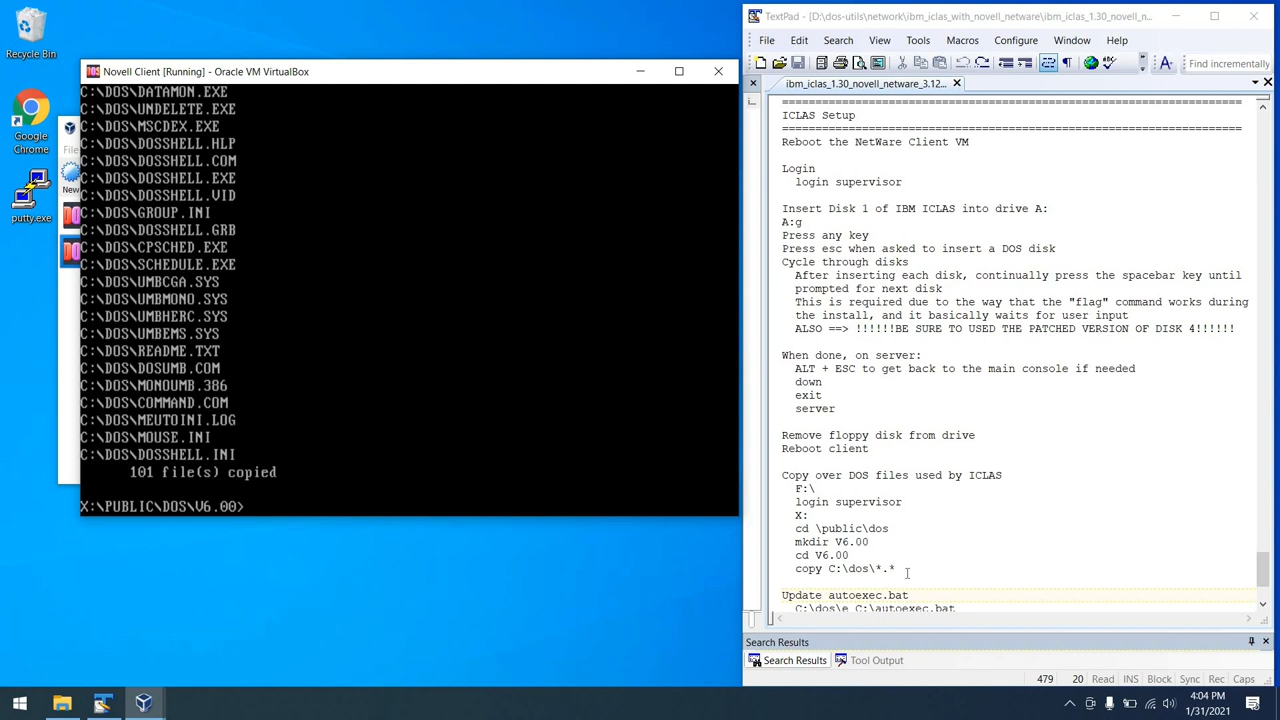 Recycle Bin
Google
Chrome
putty.exe
File
New
Novell Client [Running] - Oracle VM VirtualBox
C:\DOS\DATAMON.EXE
C:\DOS\UNDELETE.EXE
C:\DOS\MSCDEX.EXE
C:\DOS\DOSSHELL.HLP
C:\DOS\DOSSHELL.COM
C:\DOS\DOSSHELL.EXE
C:\DOS\DOSSHELL.VID
C:\DOS\GROUP.INI
C:\DOS\DOSSHELL.GRB
C:\DOS\CPSCHED.EXE
C:\DOS\SCHEDULE.EXE
C:\DOS\UMBCGA.SYS
C:\DOS\UMBMONO.SYS
C:\DOS\UMBHERC.SYS
C:\DOS\UMBEMS.SYS
C:\DOS\README.TXT
C:\DOS\DOSUMB.COM
C:\DOS\MONOUMB.386
C:\DOS\COMMAND.COM
C:\DOS\MEUTOINI.LOG
C:\DOS\MOUSE.INI
C:\DOS\DOSSHELL.INI
101 file(s) copied
X:\PUBLIC\DOS\V6.00>
TextPad - [D:\dos-utils\network\ibm_iclas_with_novell_netware\ibm_iclas_1.30_novell_n...
File Edit Search View Tools Macros Configure Window Help
Find incrementally
ibm_iclas_1.30_novell_netware_3.12...
======================================================================
ICLAS Setup
======================================================================
Reboot the NetWare Client VM
Login
login supervisor
Insert Disk 1 of IBM ICLAS into drive A:
A:g
Press any key
Press esc when asked to insert a DOS disk
Cycle through disks
After inserting each disk, continually press the spacebar key until
prompted for next disk
This is required due to the way that the "flag" command works during
the install, and it basically waits for user input
ALSO ==> !!!!!!BE SURE TO USED THE PATCHED VERSION OF DISK 4!!!!!!
When done, on server:
ALT + ESC to get back to the main console if needed
down
exit
server
Remove floppy disk from drive
Reboot client
Copy over DOS files used by ICLAS
F:\
login supervisor
X:
cd \public\dos
mkdir V6.00
cd V6.00
copy C:\dos\*.*
Update autoexec.bat
C:\dos\e C:\autoexec.bat
Search Results
Search Results Tool Output
479 20 Read INS Block Sync Rec Caps
4:04 PM
1/31/2021